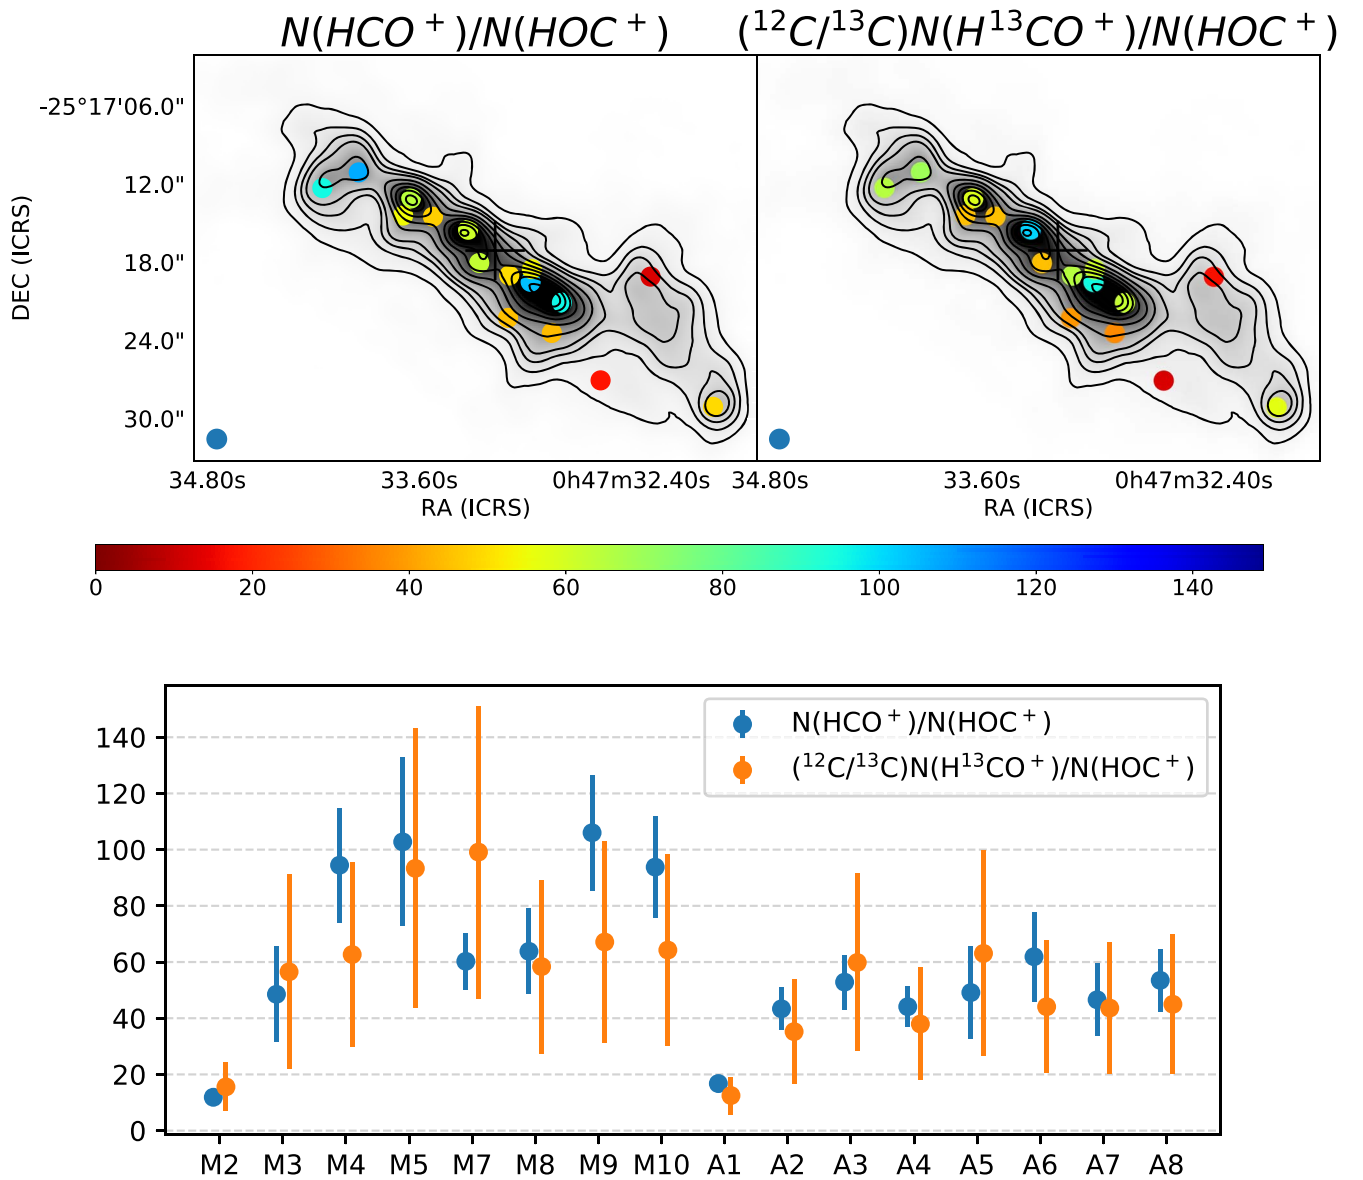 N(HCO⁺)/N(HOC⁺) (¹²C/¹³C)N(H¹³CO⁺)/N(HOC⁺)
-25°17'06.0"
12.0"
18.0"
24.0"
30.0"
DEC (ICRS)
34.80s 33.60s 0h47m32.40s 34.80s 33.60s 0h47m32.40s
RA (ICRS) RA (ICRS)
0 20 40 60 80 100 120 140
N(HCO⁺)/N(HOC⁺)
(¹²C/¹³C)N(H¹³CO⁺)/N(HOC⁺)
140
120
100
80
60
40
20
0
M2 M3 M4 M5 M7 M8 M9 M10 A1 A2 A3 A4 A5 A6 A7 A8